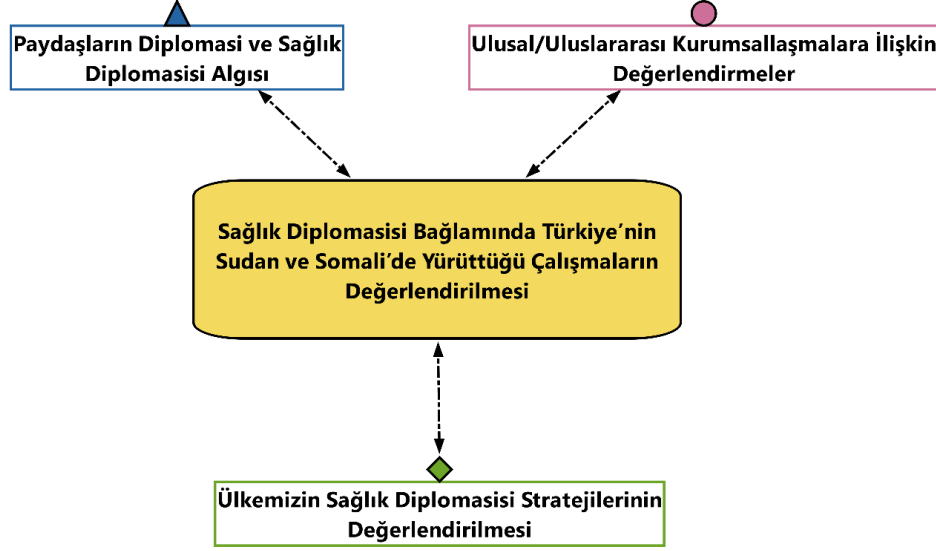 Paydaşların Diplomasi ve Sağlık
Diplomasisi Algısı
Ulusal/Uluslararası Kurumsallaşmalara İlişkin
Değerlendirmeler
Sağlık Diplomasisi Bağlamında Türkiye’nin
Sudan ve Somali’de Yürüttüğü Çalışmaların
Değerlendirilmesi
Ülkemizin Sağlık Diplomasisi Stratejilerinin
Değerlendirilmesi